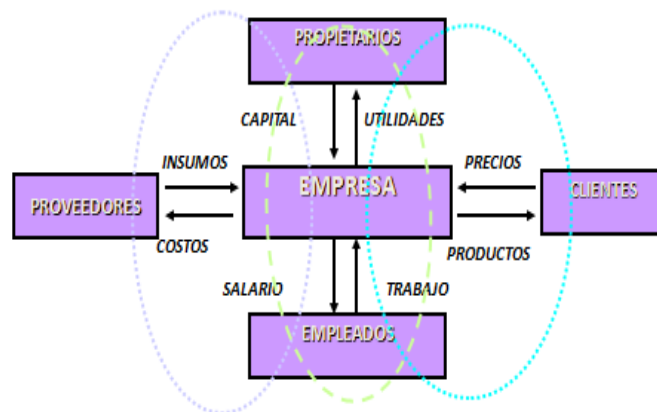 PROPIETARIOS
CAPITAL
UTILIDADES
INSUMOS
EMPRESA
PRECIOS
PROVEEDORES
CLIENTES
COSTOS
PRODUCTOS
SALARIO
TRABAJO
EMPLEADOS